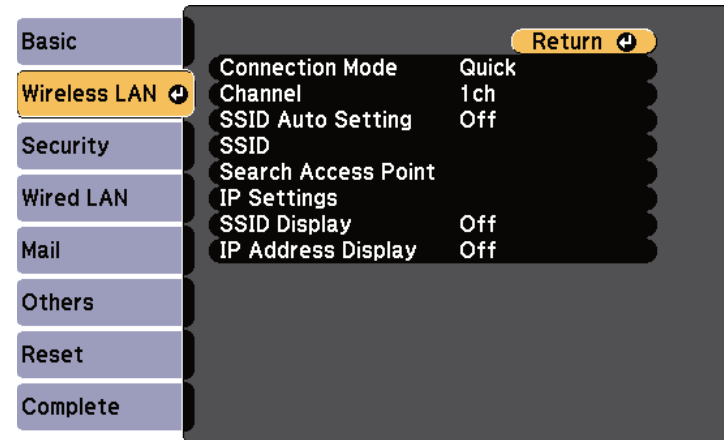 Basic
Wireless LAN
Security
Wired LAN
Mail
Others
Reset
Complete
Return
Connection Mode Quick
Channel 1ch
SSID Auto Setting Off
SSID
Search Access Point
IP Settings
SSID Display Off
IP Address Display Off